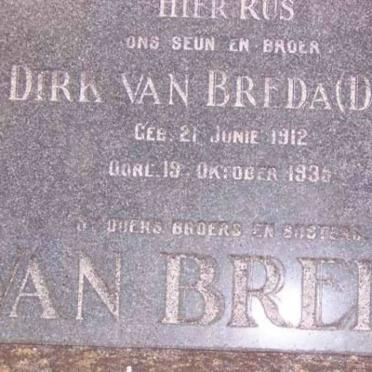 HIER RUS
ONS SEUN EN BROER
DIRK VAN BREDA (D
GEB. 21 JUNIE 1912
OORL. 19 OKTOBER 1935
OUERS, BROERS EN SUSTERS
VAN BRE